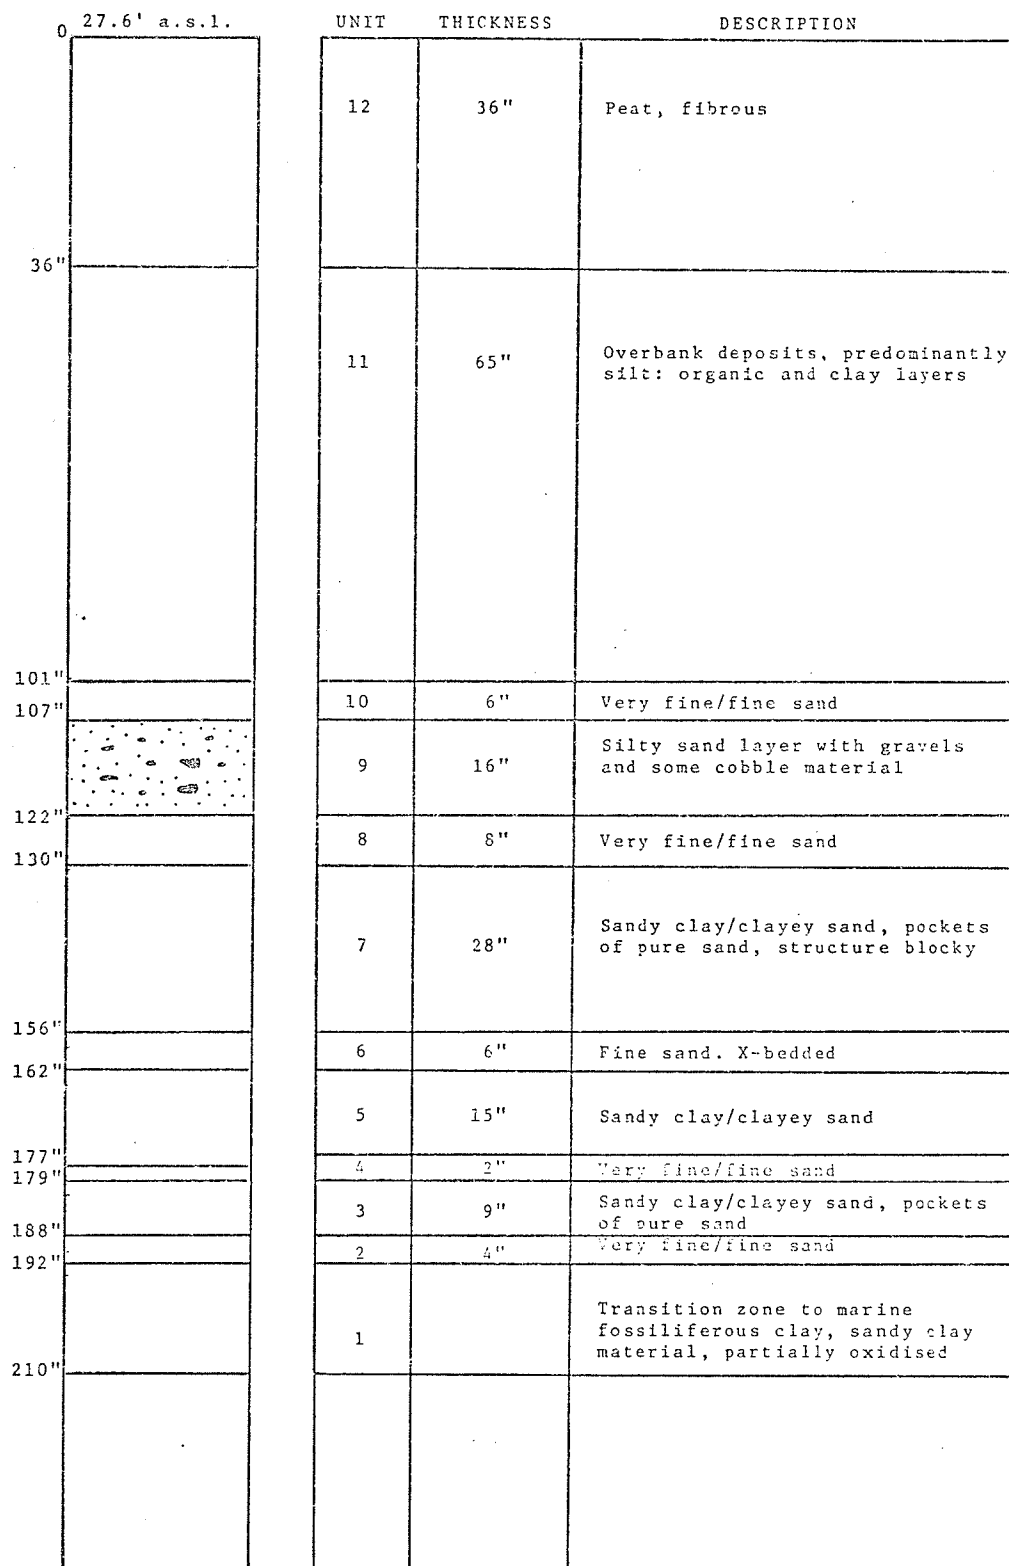 27.6' a.s.l. UNIT THICKNESS DESCRIPTION
0
12 36" Peat, fibrous
36"
11 65" Overbank deposits, predominantly
silt: organic and clay layers
101"
10 6" Very fine/fine sand
107"
Silty sand layer with gravels
9 16" and some cobble material
122"
8 8" Very fine/fine sand
130"
Sandy clay/clayey sand, pockets
7 28" of pure sand, structure blocky
156"
6 6" Fine sand. X-bedded
162"
5 15" Sandy clay/clayey sand
177"
4 2" Very fine/fine sand
179"
Sandy clay/clayey sand, pockets
3 9" of pure sand
188"
2 4" Very fine/fine sand
192"
Transition zone to marine
fossiliferous clay, sandy clay
1 material, partially oxidised
210"